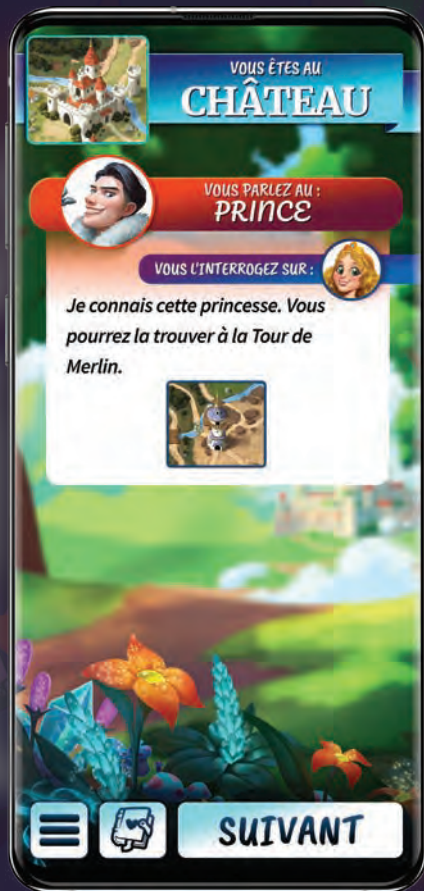 VOUS ÊTES AU
CHÂTEAU
VOUS PARLEZ AU :
PRINCE
VOUS L'INTERROGEZ SUR :
Je connais cette princesse. Vous
pourrez la trouver à la Tour de
Merlin.
SUIVANT